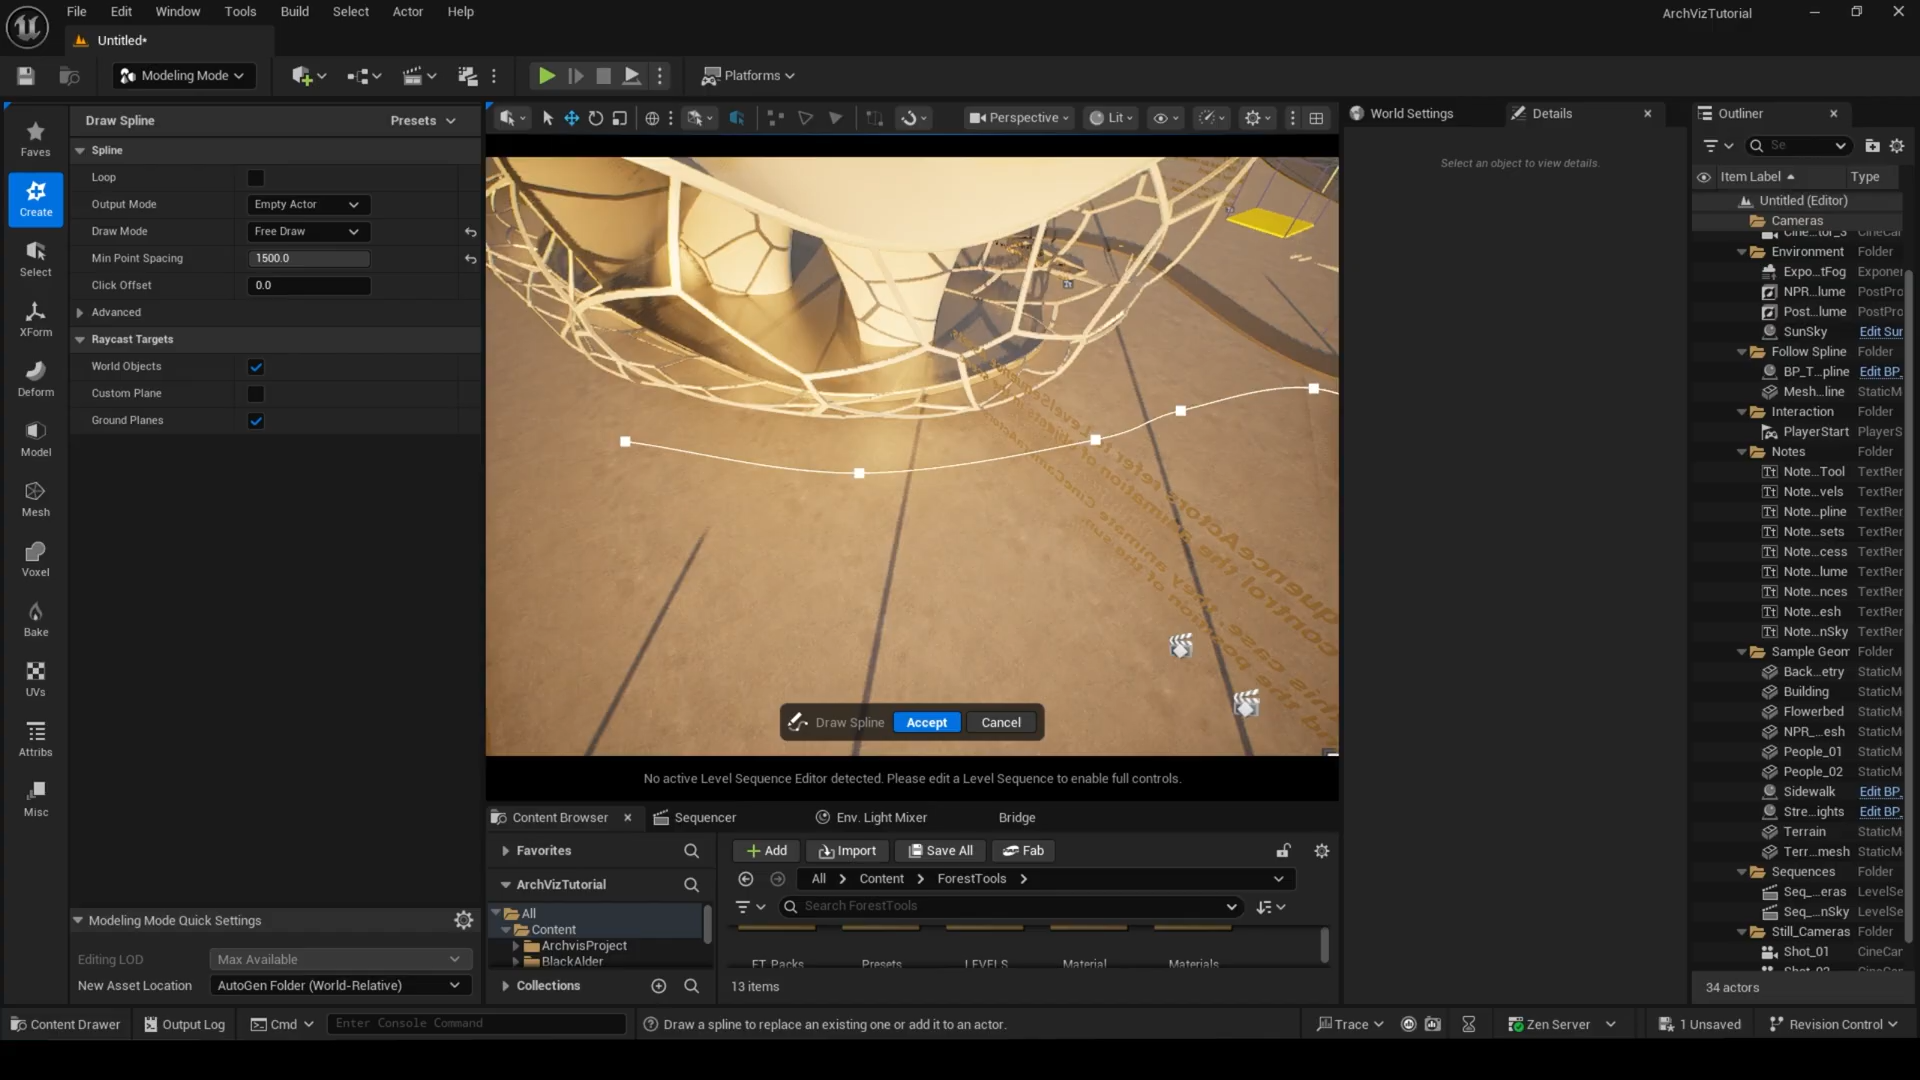 File Edit Window Tools Build Select Actor Help
ArchVizTutorial
Untitled*
Modeling Mode
Platforms
Faves
Create
Select
XForm
Deform
Model
Mesh
Voxel
Bake
UVs
Attribs
Misc
Draw Spline Presets
Spline
Loop
Output Mode Empty Actor
Draw Mode Free Draw
Min Point Spacing 1500.0
Click Offset 0.0
Advanced
Raycast Targets
World Objects
Custom Plane
Ground Planes
Modeling Mode Quick Settings
Editing LOD Max Available
New Asset Location AutoGen Folder (World-Relative)
Perspective Lit
Draw Spline Accept Cancel
No active Level Sequence Editor detected. Please edit a Level Sequence to enable full controls.
Content Browser Sequencer Env. Light Mixer Bridge
Favorites
ArchVizTutorial
All
Content
ArchvisProject
BlackAlder
Collections
Add Import Save All Fab
All > Content > ForestTools >
Search ForestTools
FT_Packs Presets LEVELS Material Materials
13 items
World Settings Details
Select an object to view details.
Outliner
Se
Item Label Type
Untitled (Editor)
Cameras
Cine...tor_3 CineCar
Environment Folder
Expo...tFog Exponer
NPR...lume PostPro
Post...lume PostPro
SunSky Edit Sur
Follow Spline Folder
BP_T...pline Edit BP_
Mesh...line StaticM
Interaction Folder
PlayerStart PlayerS
Notes Folder
Note...Tool TextRer
Note...vels TextRer
Note...pline TextRer
Note...sets TextRer
Note...cess TextRer
Note...lume TextRer
Note...nces TextRer
Note...esh TextRer
Note...nSky TextRer
Sample Geom Folder
Back...etry StaticM
Building StaticM
Flowerbed StaticM
NPR_...esh StaticM
People_01 StaticM
People_02 StaticM
Sidewalk Edit BP_
Stre...ights Edit BP_
Terrain StaticM
Terr...mesh StaticM
Sequences Folder
Seq_...eras LevelSe
Seq_...nSky LevelSe
Still_Cameras Folder
Shot_01 CineCar
34 actors
Content Drawer Output Log Cmd Enter Console Command
Draw a spline to replace an existing one or add it to an actor.
Trace Zen Server 1 Unsaved Revision Control